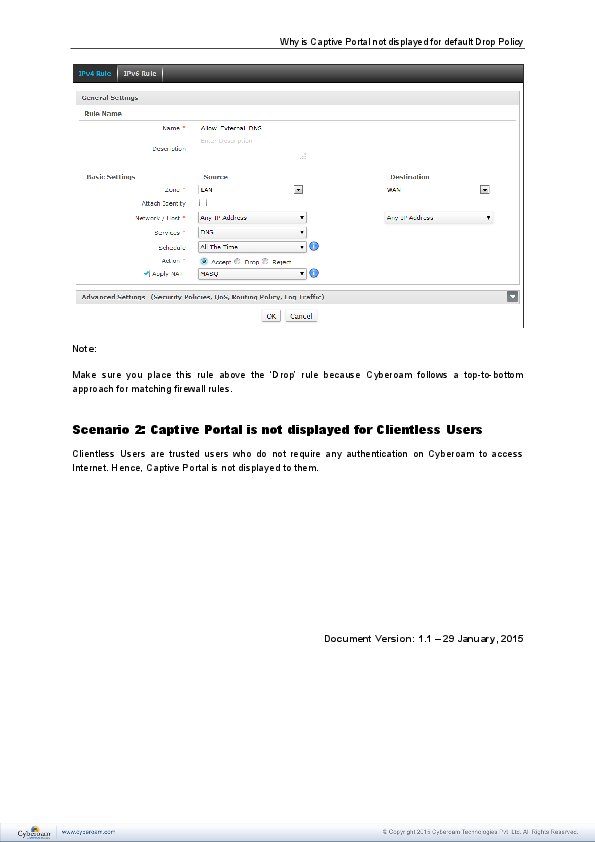 Why is Captive Portal not displayed for default Drop Policy
IPv4 Rule IPv6 Rule
General Settings
Rule Name
Name * Allow_External_DNS
Description Enter Description
Basic Settings Source Destination
Zone * LAN WAN
Attach Identity
Network / Host * Any IP Address Any IP Address
Services * DNS
Schedule All The Time
Action * Accept Drop Reject
Apply NAT MASQ
Advanced Settings (Security Policies, QoS, Routing Policy, Log Traffic)
OK Cancel
Note:
Make sure you place this rule above the 'Drop' rule because Cyberoam follows a top-to-bottom
approach for matching firewall rules.
Scenario 2: Captive Portal is not displayed for Clientless Users
Clientless Users are trusted users who do not require any authentication on Cyberoam to access
Internet. Hence, Captive Portal is not displayed to them.
Document Version: 1.1 – 29 January, 2015
Cyberoam www.cyberoam.com © Copyright 2015 Cyberoam Technologies Pvt. Ltd. All Rights Reserved.